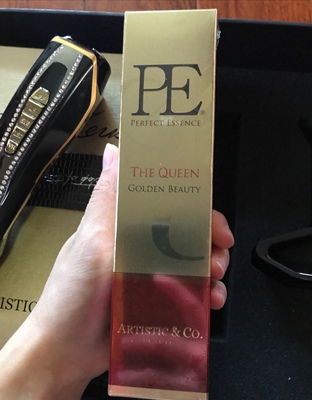 PE®
PERFECT ESSENCE
THE QUEEN
GOLDEN BEAUTY
ARTISTIC & CO.